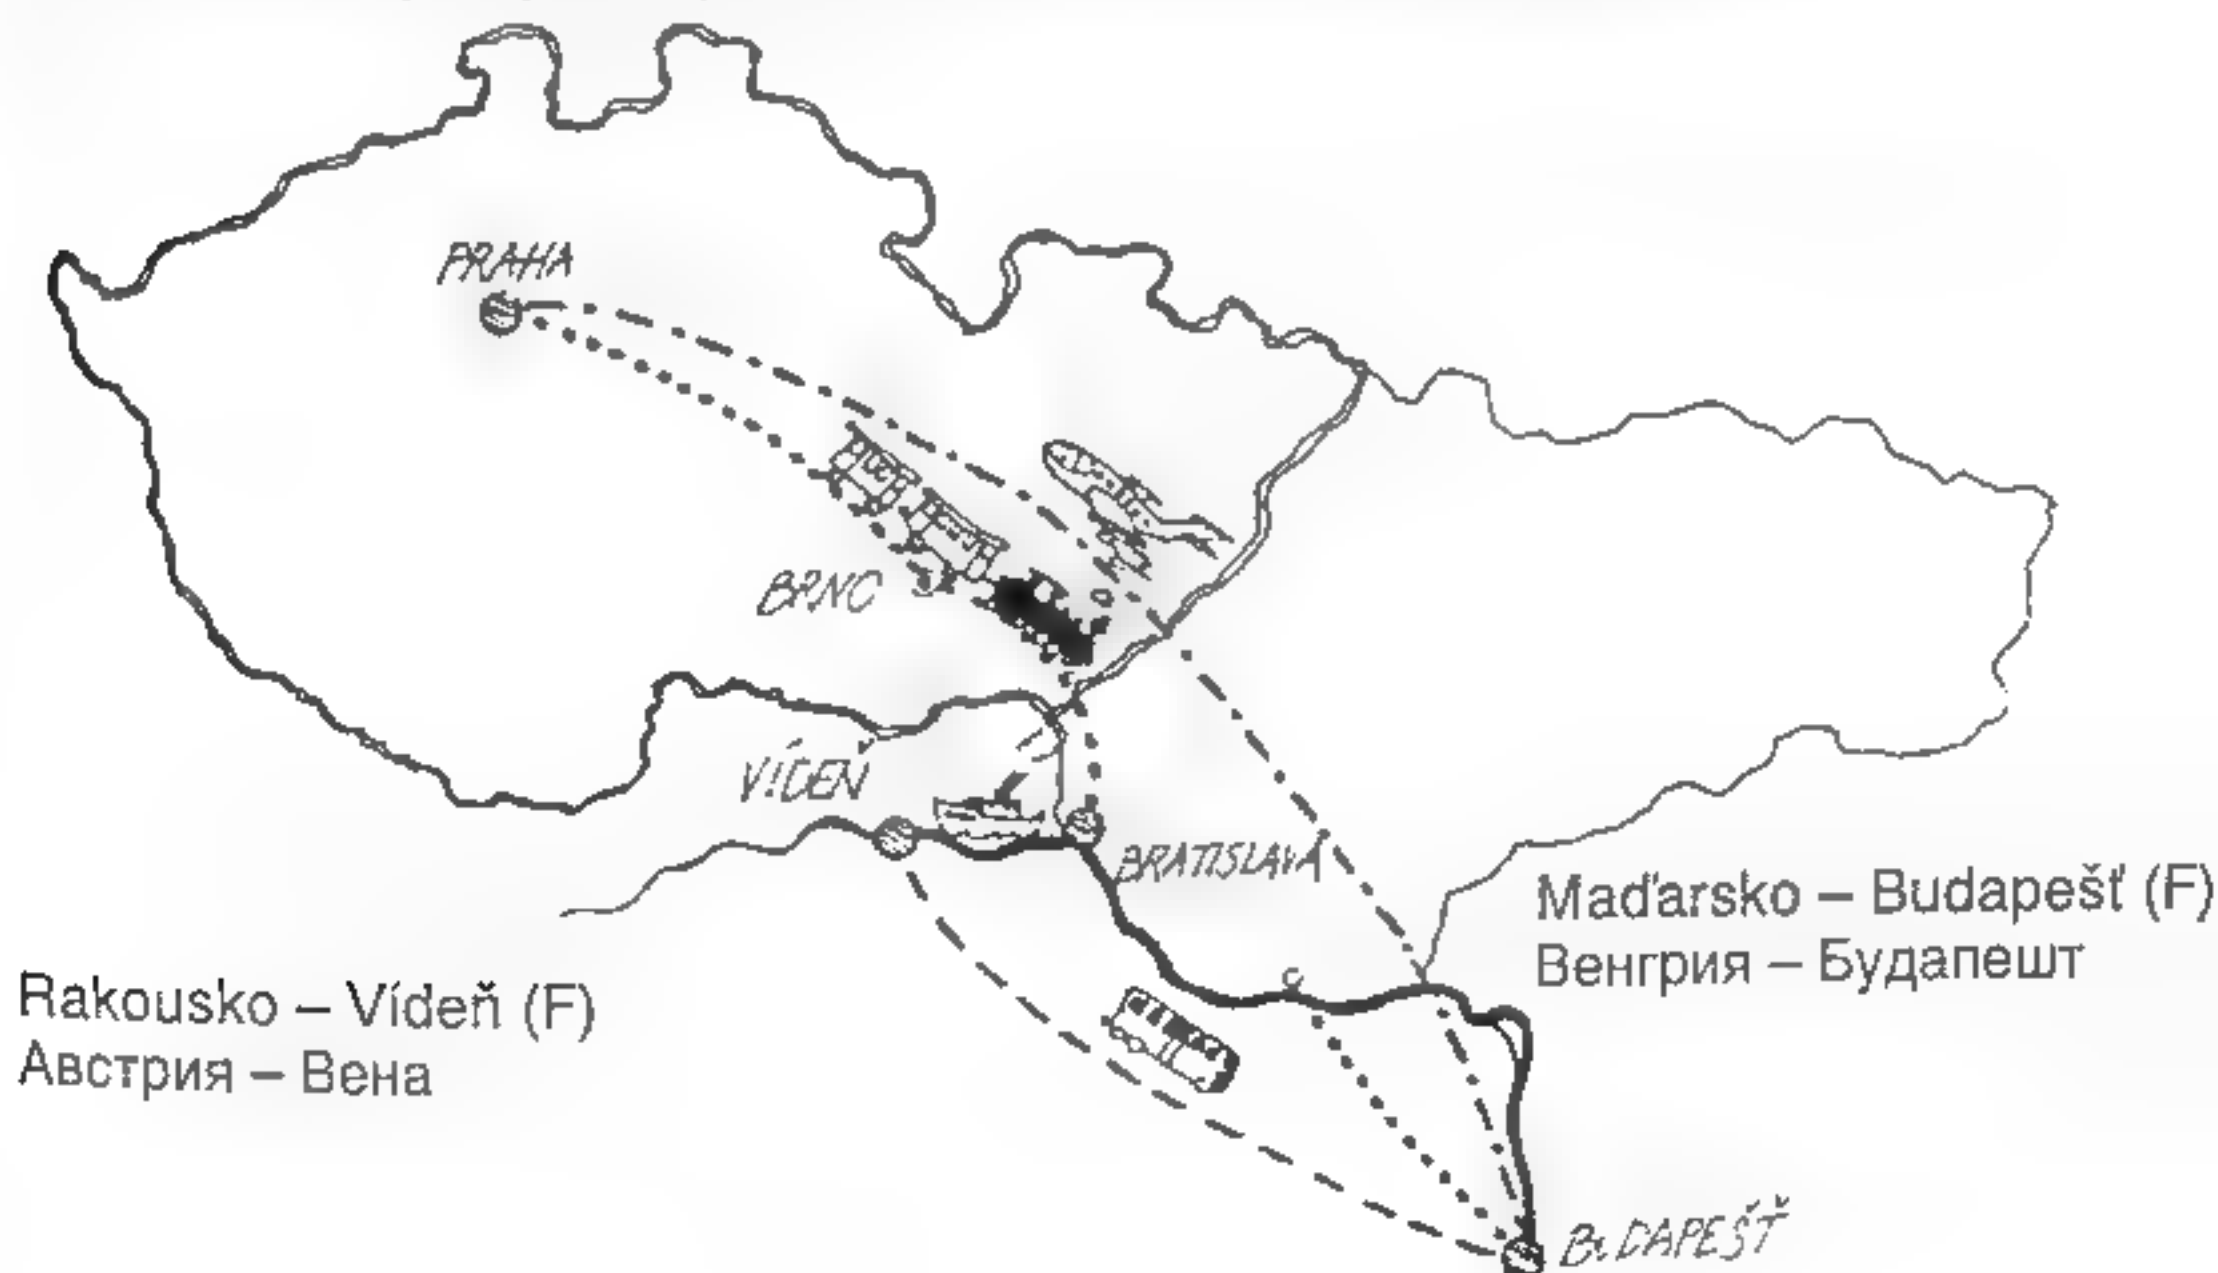 PRAHA
BRNO
VÍDEŇ
BRATISLAVA
Maďarsko – Budapešť (F)
Венгрия – Будапешт
Rakousko – Vídeň (F)
Австрия – Вена
BUDAPEŠŤ